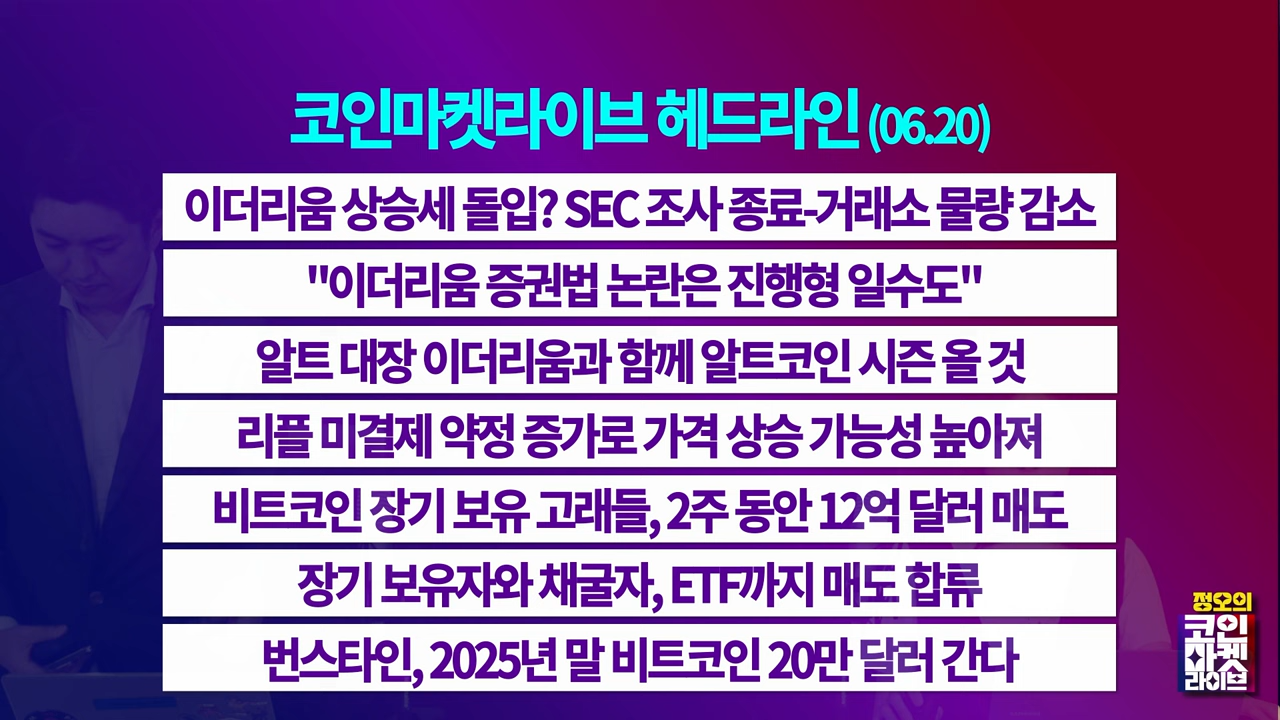 코인마켓라이브 헤드라인 (06.20)
이더리움 상승세 돌입? SEC 조사 종료-거래소 물량 감소
"이더리움 증권법 논란은 진행형 일수도"
알트 대장 이더리움과 함께 알트코인 시즌 올 것
리플 미결제 약정 증가로 가격 상승 가능성 높아져
비트코인 장기 보유 고래들, 2주 동안 12억 달러 매도
장기 보유자와 채굴자, ETF까지 매도 합류
번스타인, 2025년 말 비트코인 20만 달러 간다
정오의
코인
마켓
라이브